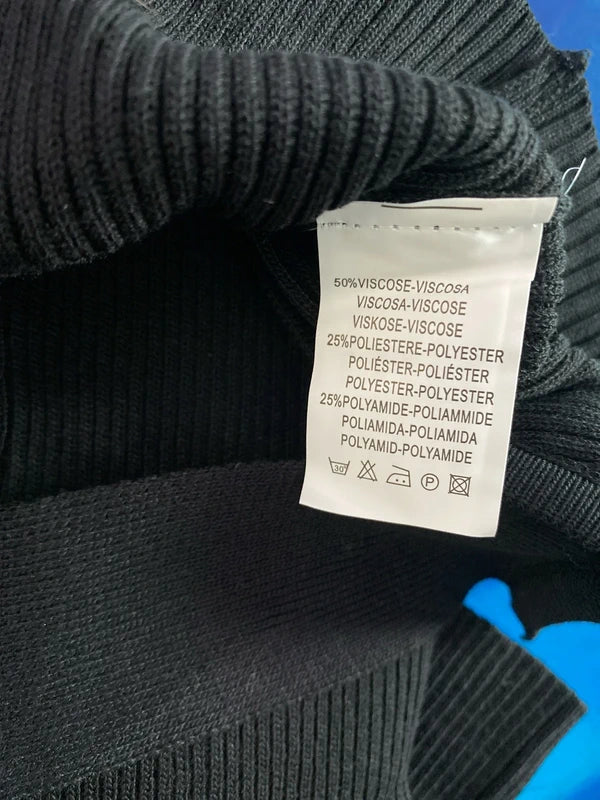 50%VISCOSE-VISCOSA
VISCOSA-VISCOSE
VISKOSE-VISCOSE
25%POLIESTERE-POLYESTER
POLIÉSTER-POLIÉSTER
POLYESTER-POLYESTER
25%POLYAMIDE-POLIAMMIDE
POLIAMIDA-POLIAMIDA
POLYAMID-POLYAMIDE
30° P